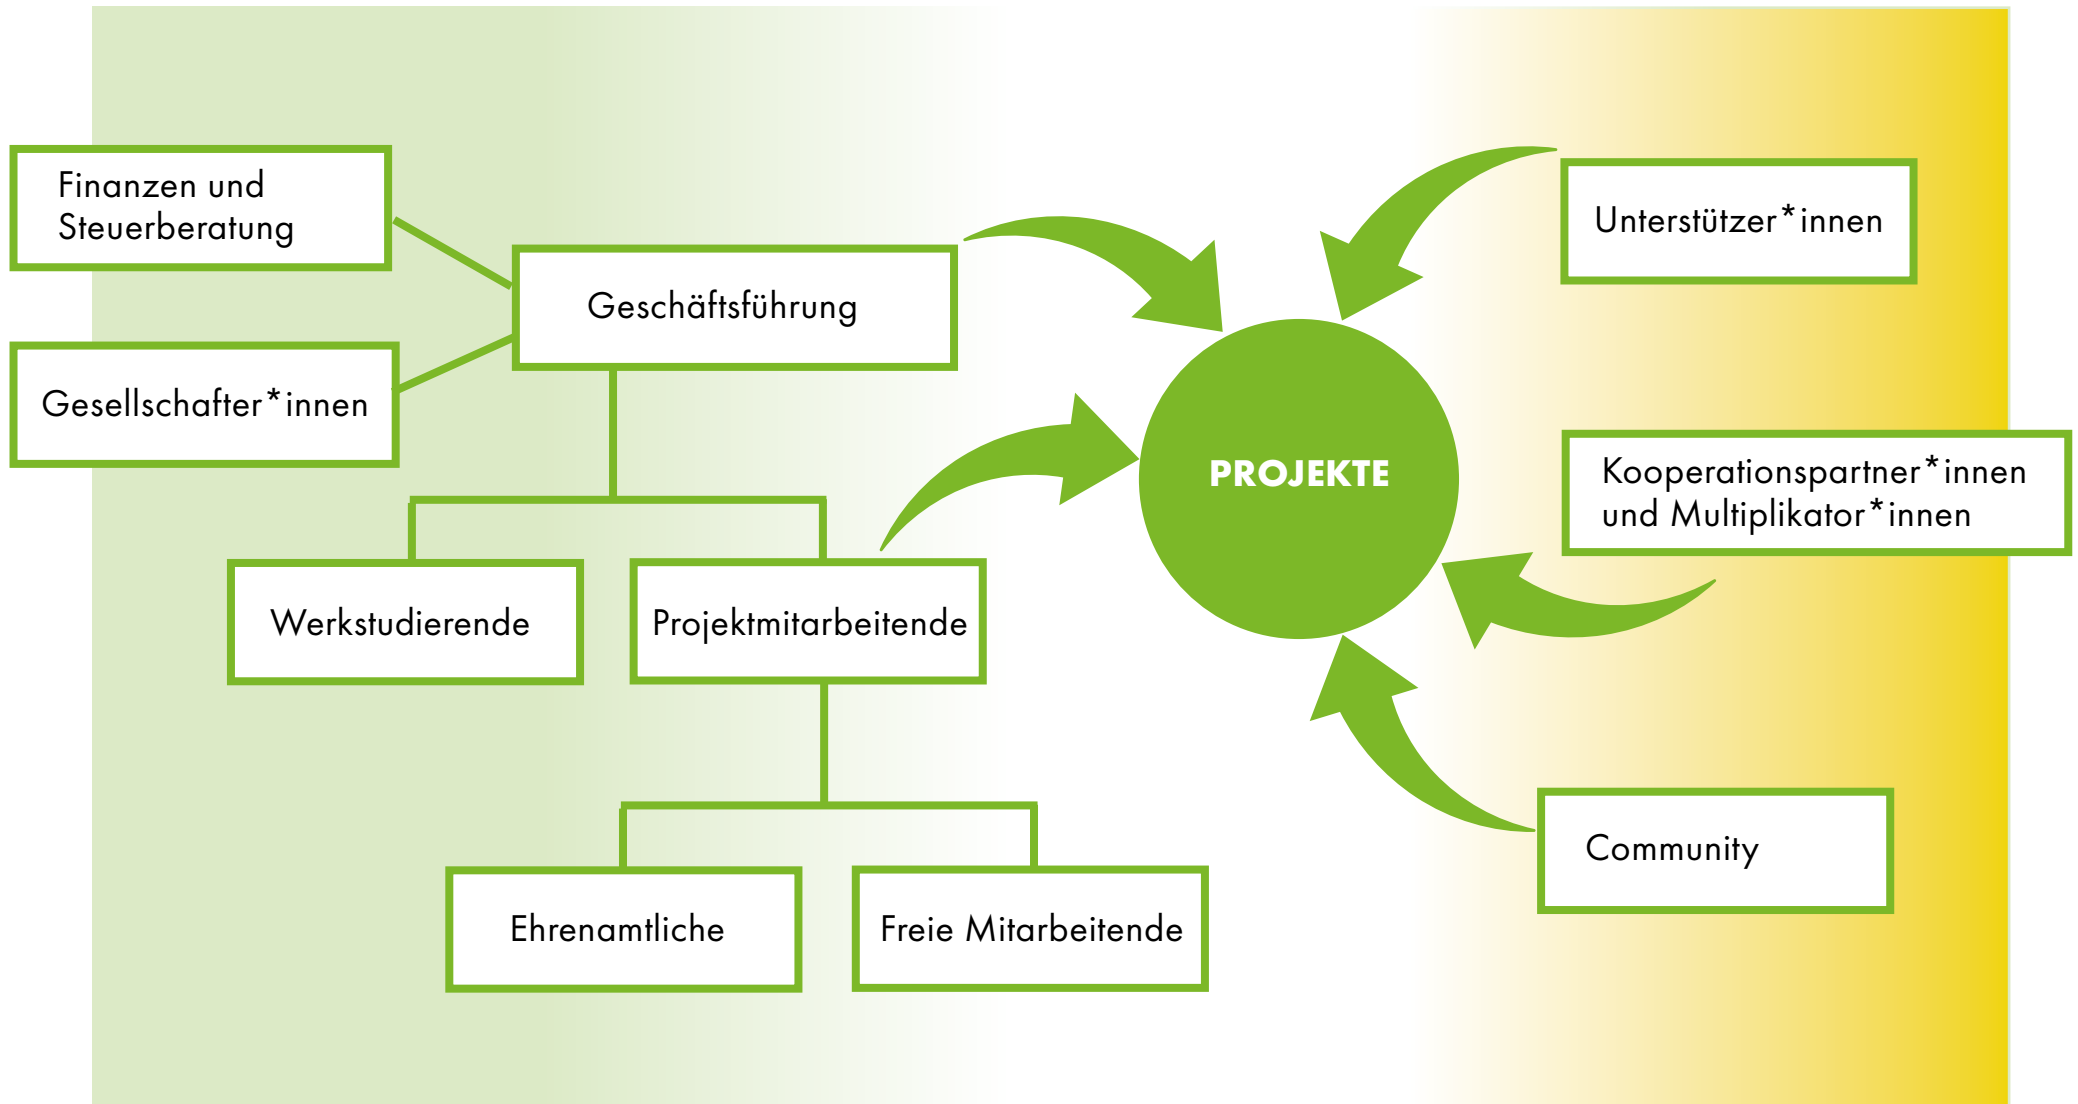 Finanzen und
Steuerberatung
Gesellschafter*innen
Geschäftsführung
Werkstudierende
Projektmitarbeitende
Ehrenamtliche
Freie Mitarbeitende
PROJEKTE
Unterstützer*innen
Kooperationspartner*innen
und Multiplikator*innen
Community